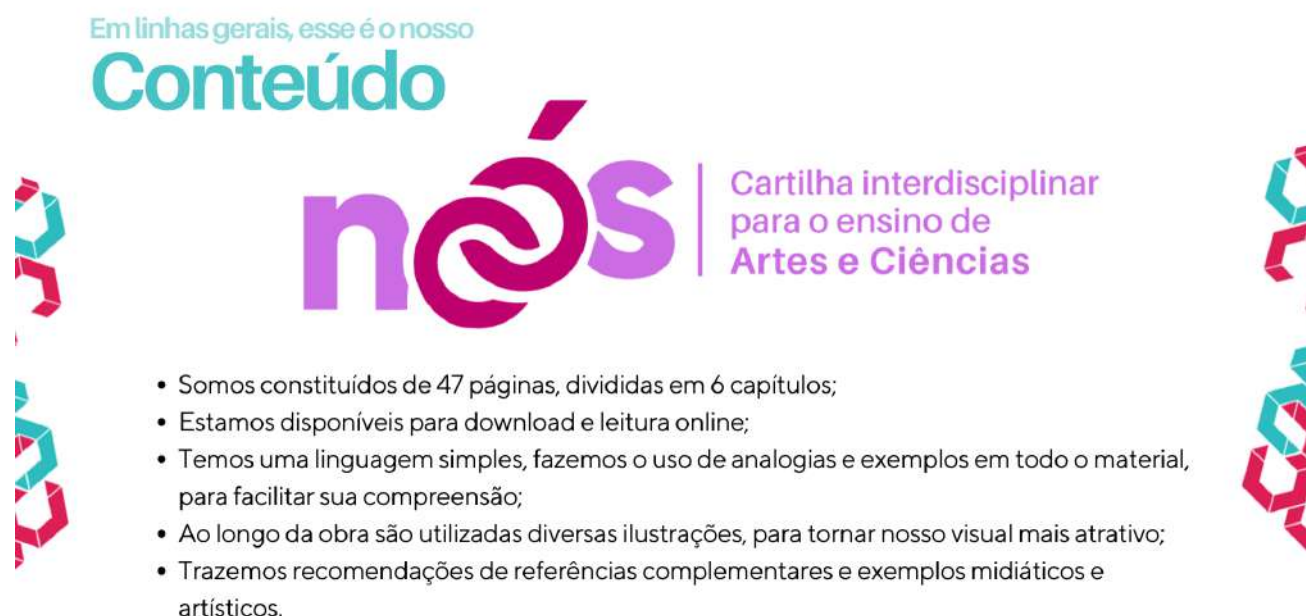 Em linhas gerais, esse é o nosso
Conteúdo
nós
Cartilha interdisciplinar
para o ensino de
Artes e Ciências
• Somos constituídos de 47 páginas, divididas em 6 capítulos;
• Estamos disponíveis para download e leitura online;
• Temos uma linguagem simples, fazemos o uso de analogias e exemplos em todo o material,
para facilitar sua compreensão;
• Ao longo da obra são utilizadas diversas ilustrações, para tornar nosso visual mais atrativo;
• Trazemos recomendações de referências complementares e exemplos midiáticos e
artísticos.